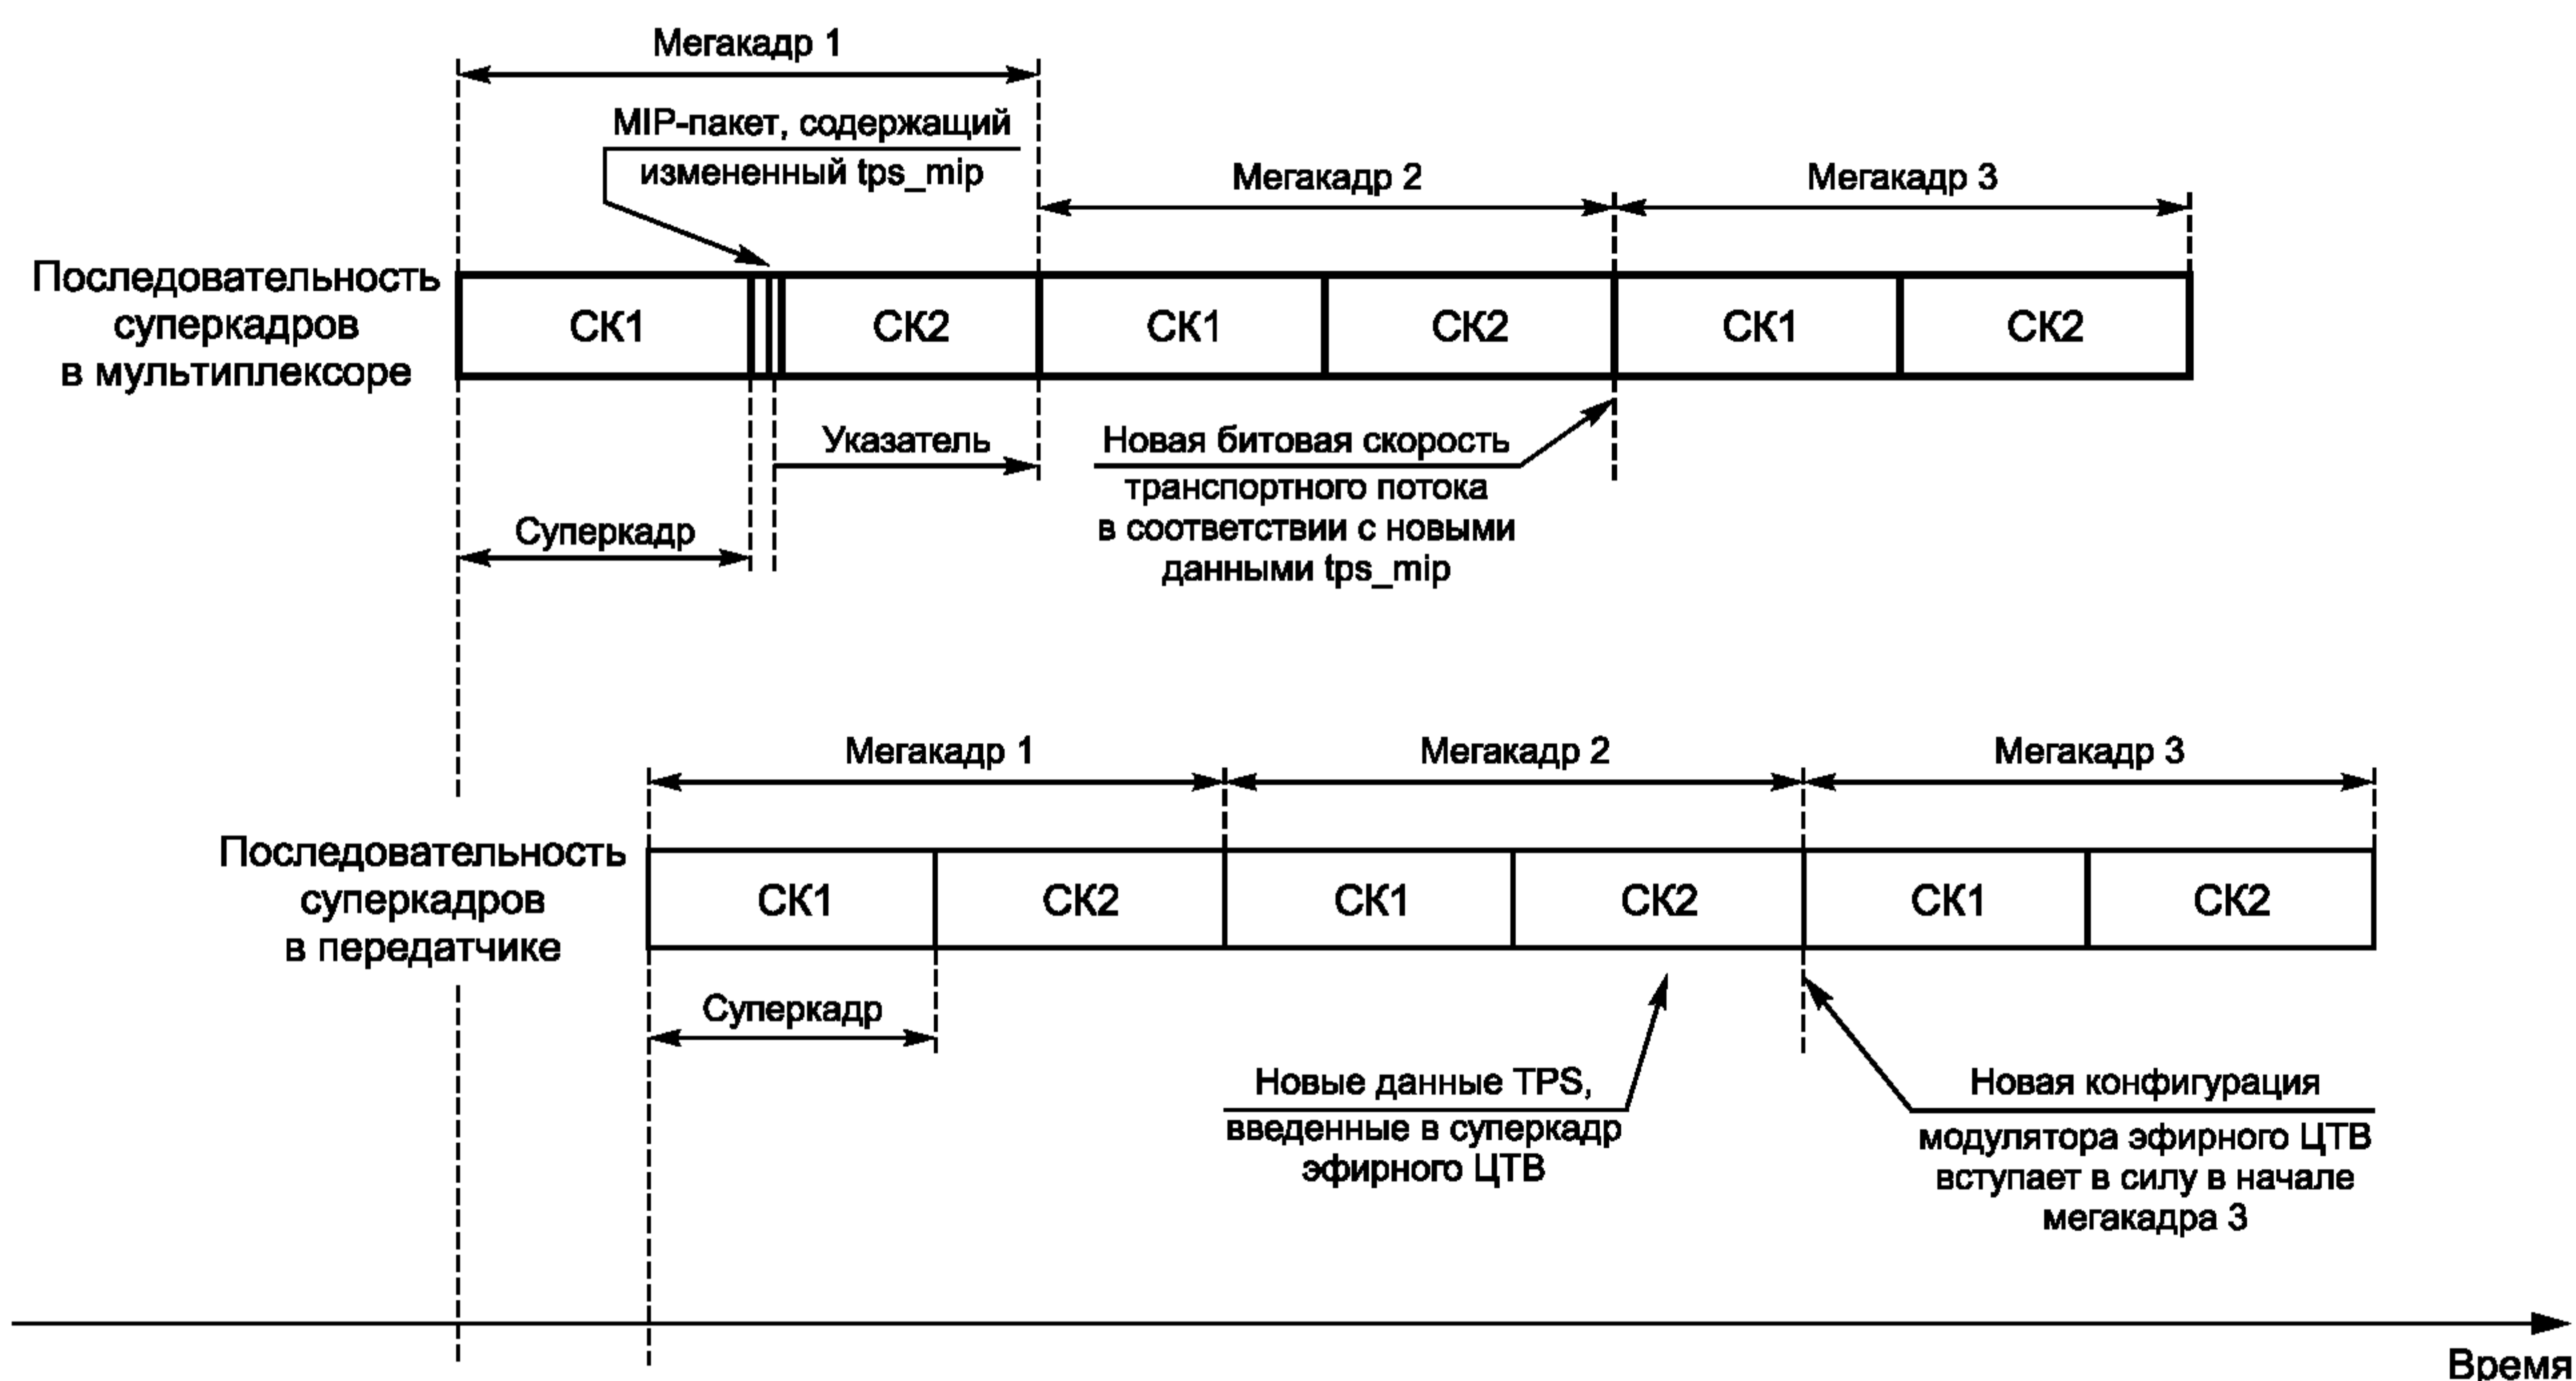 Мегакадр 1
MIP-пакет, содержащий
измененный tps_mip
Мегакадр 2
Мегакадр 3
Последовательность
суперкадров
в мультиплексоре
СК1
СК2
СК1
СК2
СК1
СК2
Указатель
Новая битовая скорость
транспортного потока
в соответствии с новыми
данными tps_mip
Суперкадр
Мегакадр 1
Мегакадр 2
Мегакадр 3
Последовательность
суперкадров
в передатчике
СК1
СК2
СК1
СК2
СК1
СК2
Суперкадр
Новые данные TPS,
введенные в суперкадр
эфирного ЦТВ
Новая конфигурация
модулятора эфирного ЦТВ
вступает в силу в начале
мегакадра 3
Время